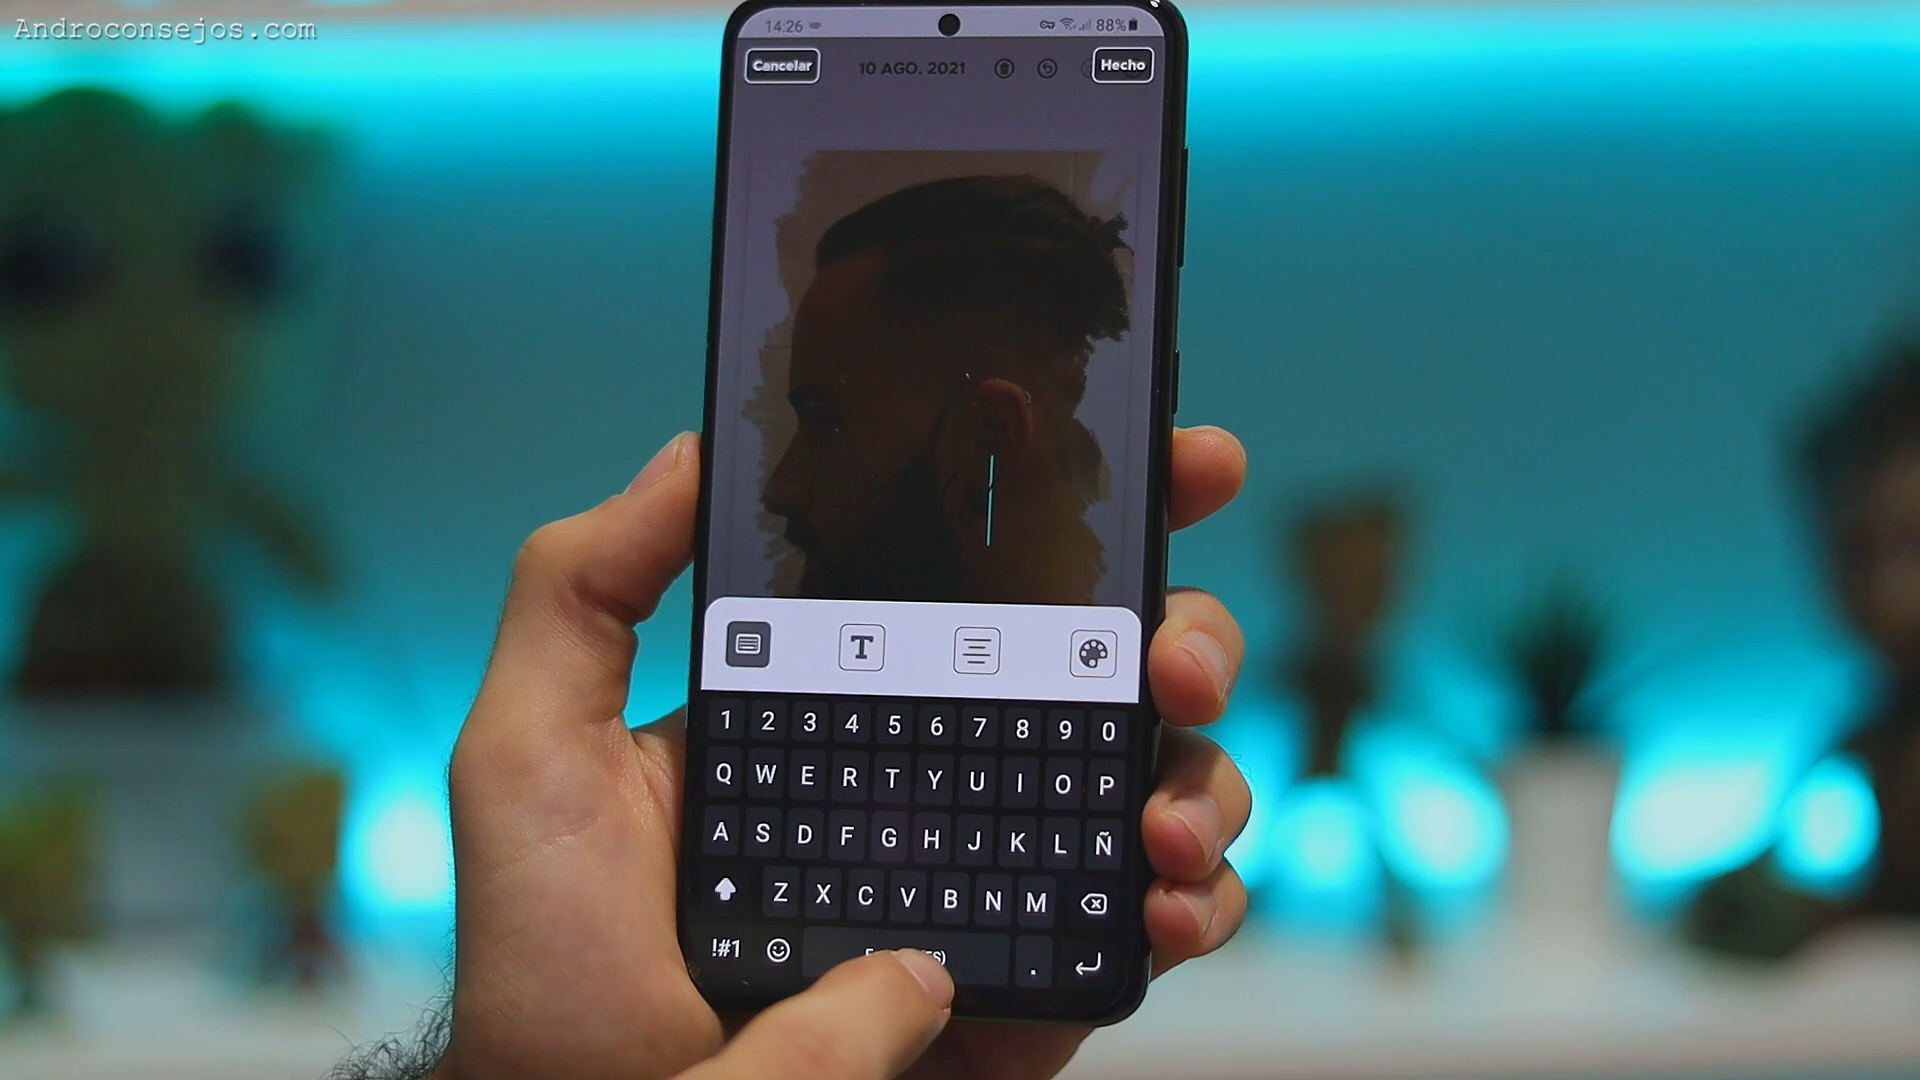 Androconsejos.com
14:26 88%
Cancelar 10 AGO. 2021 Hecho
T
1 2 3 4 5 6 7 8 9 0
Q W E R T Y U I O P
A S D F G H J K L Ñ
Z X C V B N M
!#1 .